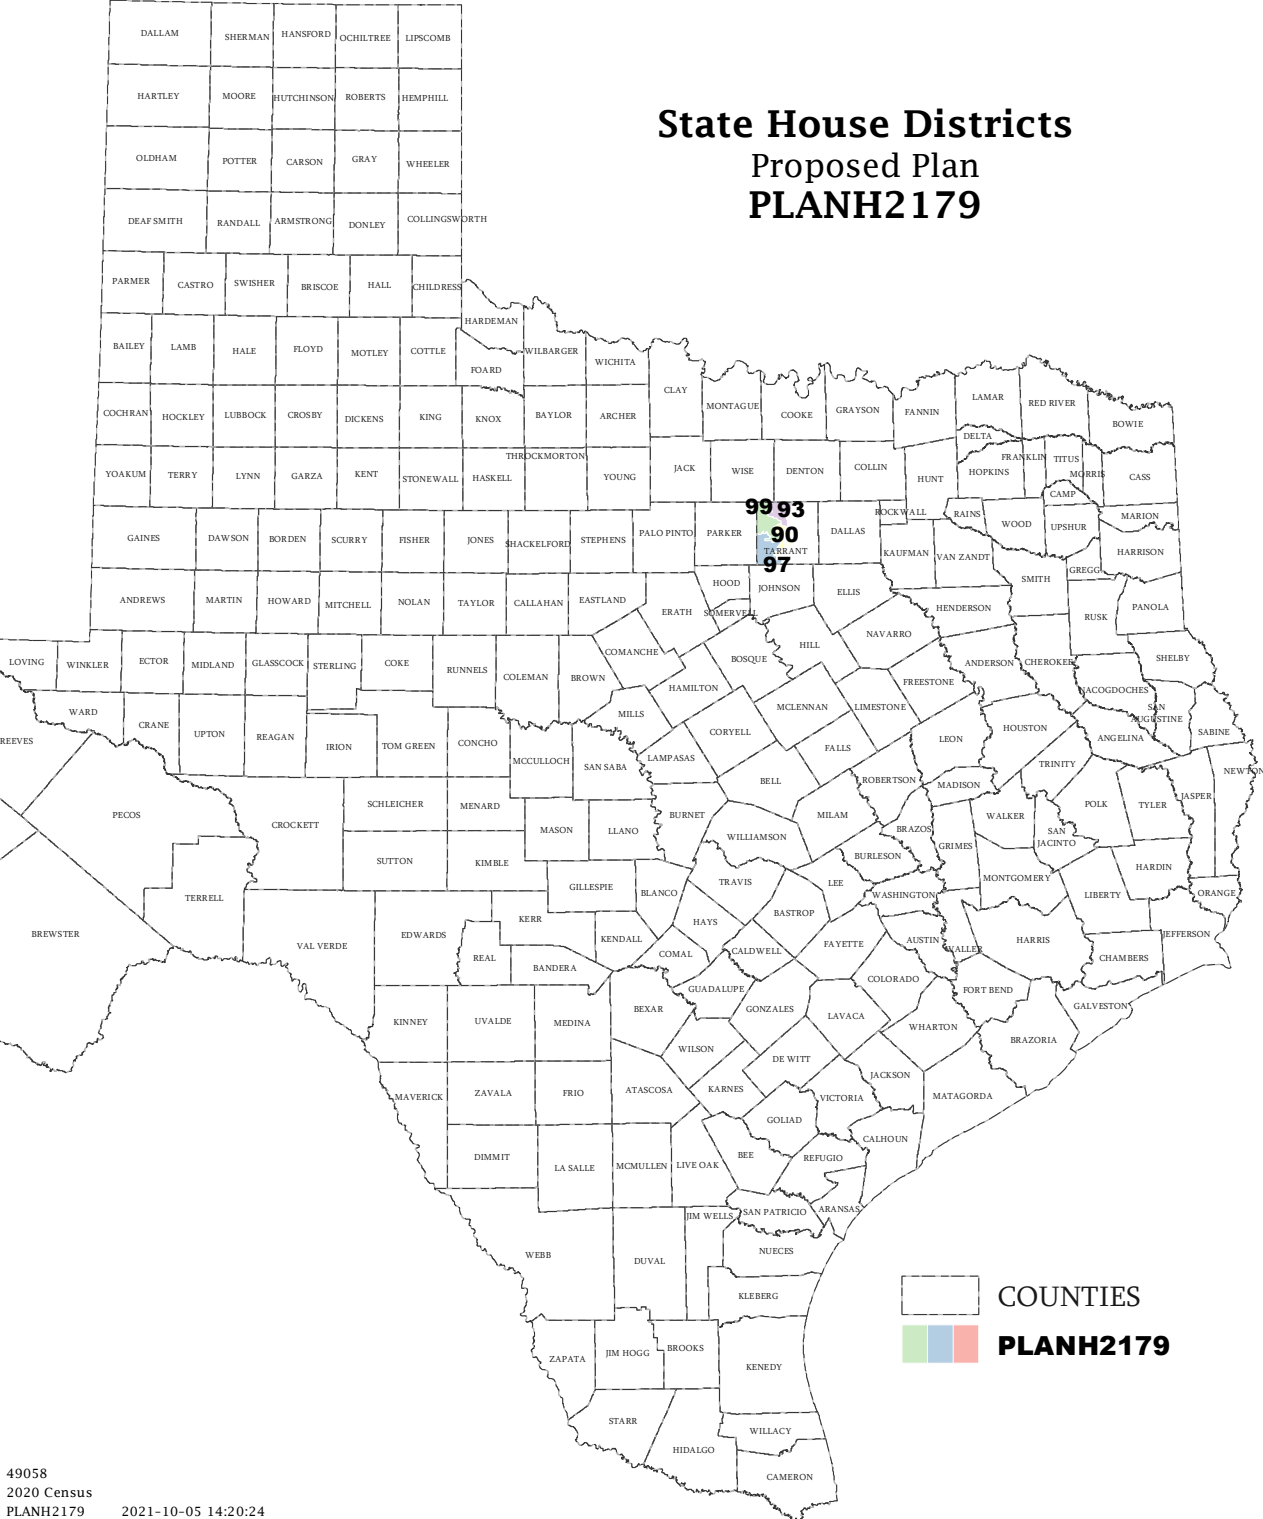 State House Districts
Proposed Plan
PLANH2179
DALLAM SHERMAN HANSFORD OCHILTREE LIPSCOMB
HARTLEY MOORE HUTCHINSON ROBERTS HEMPHILL
OLDHAM POTTER CARSON GRAY WHEELER
DEAF SMITH RANDALL ARMSTRONG DONLEY COLLINGSWORTH
PARMER CASTRO SWISHER BRISCOE HALL CHILDRESS
HARDEMAN
BAILEY LAMB HALE FLOYD MOTLEY COTTLE FOARD WILBARGER WICHITA
CLAY
COCHRAN HOCKLEY LUBBOCK CROSBY DICKENS KING KNOX BAYLOR ARCHER MONTAGUE COOKE GRAYSON FANNIN LAMAR RED RIVER BOWIE
DELTA
YOAKUM TERRY LYNN GARZA KENT STONEWALL HASKELL THROCKMORTON YOUNG JACK WISE DENTON COLLIN HUNT HOPKINS FRANKLIN TITUS MORRIS CASS
CAMP
99 93
90
97
GAINES DAWSON BORDEN SCURRY FISHER JONES SHACKELFORD STEPHENS PALO PINTO PARKER TARRANT DALLAS ROCKWALL RAINS WOOD UPSHUR MARION
KAUFMAN VAN ZANDT HARRISON
SMITH GREGG
ANDREWS MARTIN HOWARD MITCHELL NOLAN TAYLOR CALLAHAN EASTLAND ERATH HOOD SOMERVELL JOHNSON ELLIS HENDERSON RUSK PANOLA
LOVING WINKLER ECTOR MIDLAND GLASSCOCK STERLING COKE RUNNELS COLEMAN BROWN COMANCHE BOSQUE HILL NAVARRO ANDERSON CHEROKEE SHELBY
HAMILTON FREESTONE NACOGDOCHES
WARD CRANE UPTON REAGAN IRION TOM GREEN CONCHO MILLS CORYELL MCLENNAN LIMESTONE HOUSTON SAN
AUGUSTINE
SABINE
REEVES MCCULLOCH SAN SABA LAMPASAS FALLS LEON ANGELINA
BELL ROBERTSON MADISON TRINITY NEWTON
PECOS CROCKETT SCHLEICHER MENARD MASON LLANO BURNET WILLIAMSON MILAM BRAZOS WALKER POLK TYLER JASPER
SAN
JACINTO
SUTTON KIMBLE BURLESON GRIMES HARDIN
TERRELL GILLESPIE BLANCO TRAVIS LEE WASHINGTON MONTGOMERY LIBERTY ORANGE
BREWSTER VAL VERDE EDWARDS KERR KENDALL HAYS BASTROP FAYETTE AUSTIN WALLER HARRIS JEFFERSON
REAL BANDERA COMAL CALDWELL CHAMBERS
COLORADO
KINNEY UVALDE MEDINA BEXAR GUADALUPE GONZALES LAVACA WHARTON FORT BEND GALVESTON
WILSON DE WITT BRAZORIA
MAVERICK ZAVALA FRIO ATASCOSA KARNES JACKSON VICTORIA MATAGORDA
GOLIAD
DIMMIT LA SALLE MCMULLEN LIVE OAK BEE REFUGIO CALHOUN
JIM WELLS SAN PATRICIO ARANSAS
WEBB DUVAL NUECES
KLEBERG
ZAPATA JIM HOGG BROOKS KENEDY
STARR HIDALGO WILLACY
CAMERON
COUNTIES
PLANH2179
49058
2020 Census
PLANH2179 2021-10-05 14:20:24